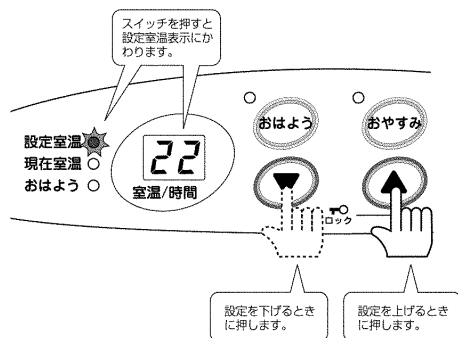 スイッチを押すと
設定室温表示にか
わります。
設定室温
現在室温
おはよう
22
室温/時間
おはよう
おやすみ
ロック
設定を下げるとき
に押します。
設定を上げるとき
に押します。